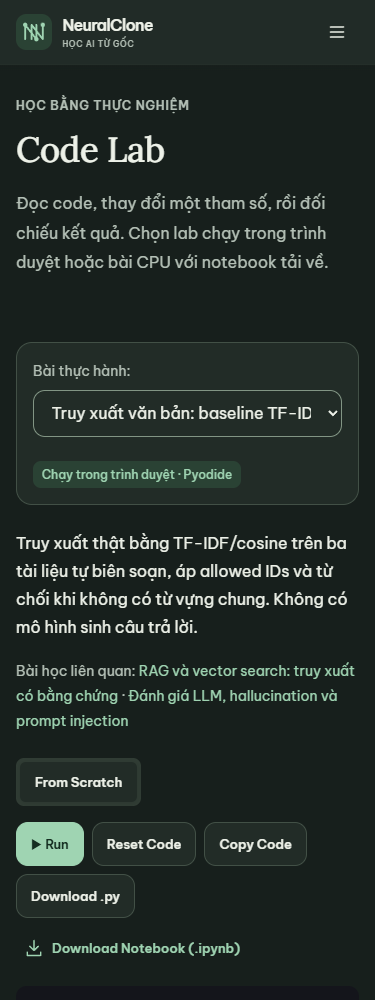 NeuralClone
HỌC AI TỪ GỐC
HỌC BẰNG THỰC NGHIỆM
Code Lab
Đọc code, thay đổi một tham số, rồi đối
chiếu kết quả. Chọn lab chạy trong trình
duyệt hoặc bài CPU với notebook tải về.
Bài thực hành:
Truy xuất văn bản: baseline TF-ID
Chạy trong trình duyệt · Pyodide
Truy xuất thật bằng TF-IDF/cosine trên ba
tài liệu tự biên soạn, áp allowed IDs và từ
chối khi không có từ vựng chung. Không có
mô hình sinh câu trả lời.
Bài học liên quan: RAG và vector search: truy xuất
có bằng chứng · Đánh giá LLM, hallucination và
prompt injection
From Scratch
▶ Run Reset Code Copy Code
Download .py
Download Notebook (.ipynb)